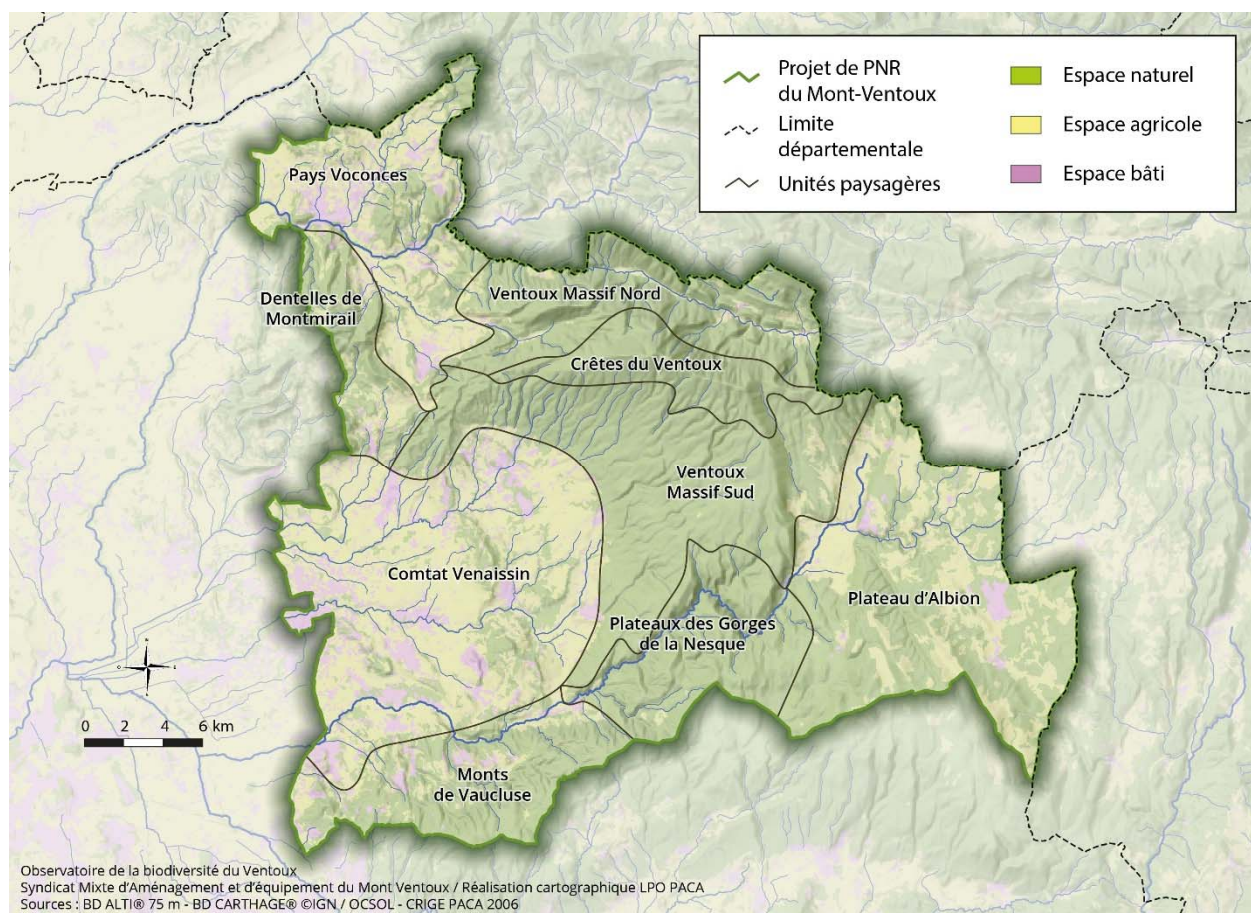 Projet de PNR
du Mont-Ventoux
Limite
départementale
Unités paysagères
Espace naturel
Espace agricole
Espace bâti
Pays Voconces
Dentelles de
Montmirail
Ventoux Massif Nord
Crêtes du Ventoux
Ventoux
Massif Sud
Comtat Venaissin
Plateau d'Albion
Plateaux des Gorges
de la Nesque
Monts
de Vaucluse
N
O
E
S
0 2 4 6 km
Observatoire de la biodiversité du Ventoux
Syndicat Mixte d'Aménagement et d'équipement du Mont Ventoux / Réalisation cartographique LPO PACA
Sources : BD ALTI® 75 m - BD CARTHAGE® ©IGN / OCSOL - CRIGE PACA 2006